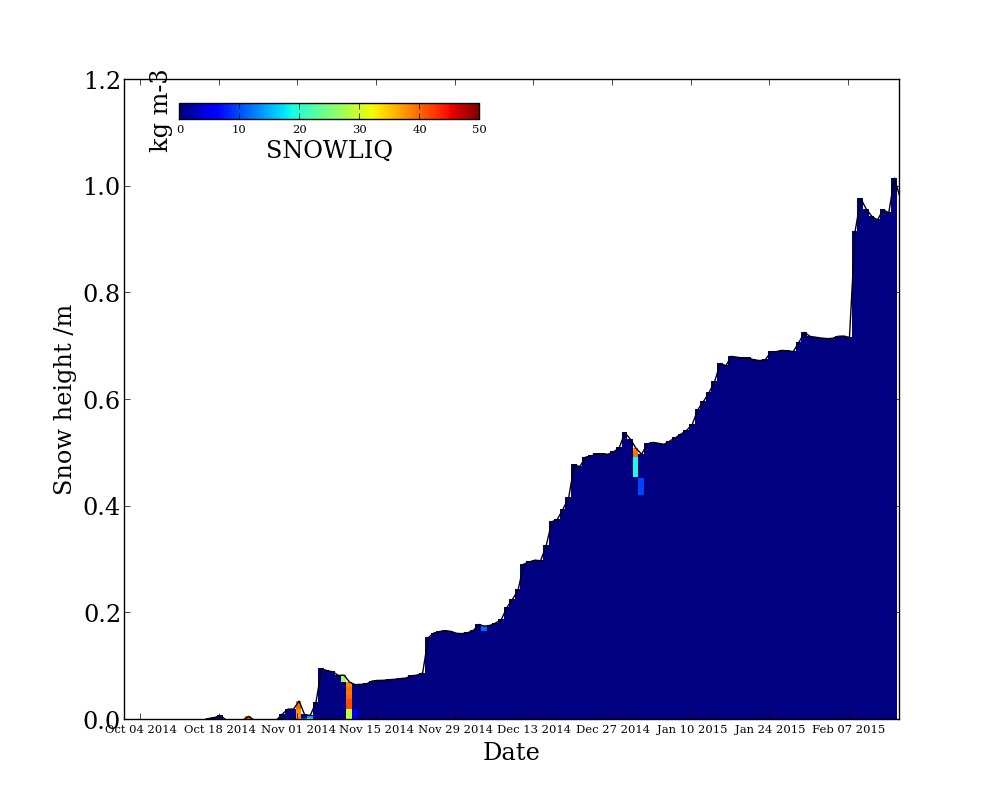 1.2
kg m-3
0 10 20 30 40 50
SNOWLIQ
1.0
0.8
Snow height /m
0.6
0.4
0.2
0.0
Oct 04 2014 Oct 18 2014 Nov 01 2014 Nov 15 2014 Nov 29 2014 Dec 13 2014 Dec 27 2014 Jan 10 2015 Jan 24 2015 Feb 07 2015
Date